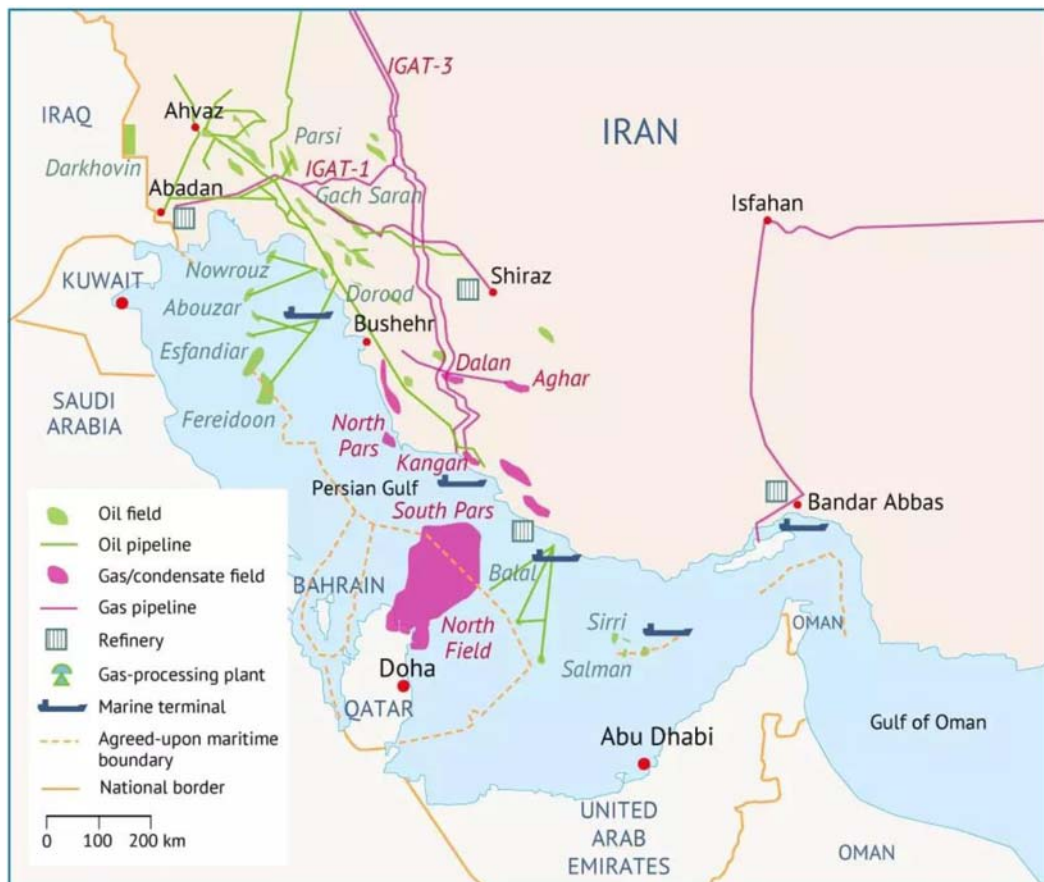 IGAT-3
Ahvaz
IRAQ
IRAN
Parsi
Darkhovin
IGAT-1
Abadan
Gach Saran
Isfahan
Nowrouz
KUWAIT
Shiraz
Abouzar
Dorood
Bushehr
Esfandiar
Dalan
Aghar
SAUDI
ARABIA
Fereidoon
North
Pars
Kangan
Persian Gulf
Bandar Abbas
South Pars
Balal
BAHRAIN
North
Field
Sirri
OMAN
Salman
Doha
QATAR
Gulf of Oman
Abu Dhabi
UNITED
ARAB
EMIRATES
OMAN
Oil field
Oil pipeline
Gas/condensate field
Gas pipeline
Refinery
Gas-processing plant
Marine terminal
Agreed-upon maritime
boundary
National border
0 100 200 km